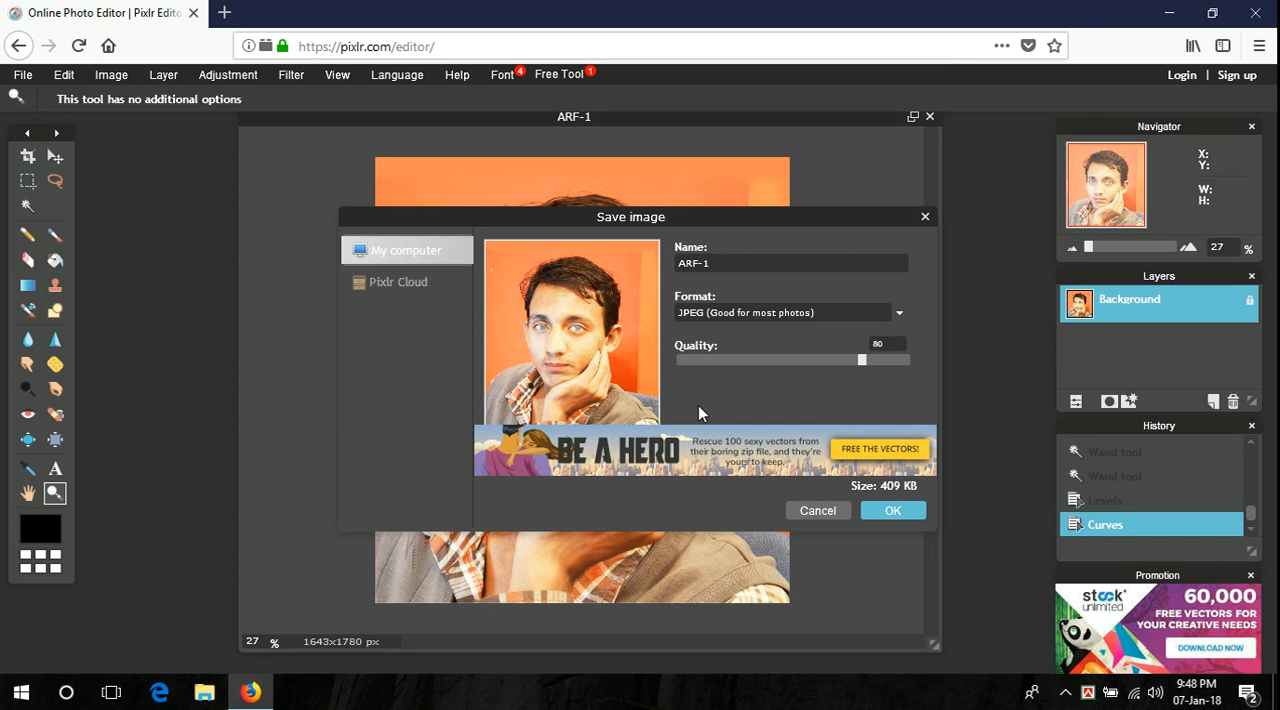 Online Photo Editor | Pixlr Edito
https://pixlr.com/editor/
File Edit Image Layer Adjustment Filter View Language Help Font 4 Free Tool 1 Login | Sign up
This tool has no additional options
ARF-1
Save image
My computer
Pixlr Cloud
Name:
ARF-1
Format:
JPEG (Good for most photos)
Quality:
80
BE A HERO
Rescue 100 sexy vectors from
their boring zip file, and they're
yours to keep.
FREE THE VECTORS!
Size: 409 KB
Cancel OK
27 % 1643x1780 px
Navigator
X:
Y:
W:
H:
27 %
Layers
Background
History
Wand tool
Wand tool
Levels
Curves
Promotion
stock
unlimited
60,000
FREE VECTORS FOR
YOUR CREATIVE NEEDS
DOWNLOAD NOW
9:48 PM
07-Jan-18
2